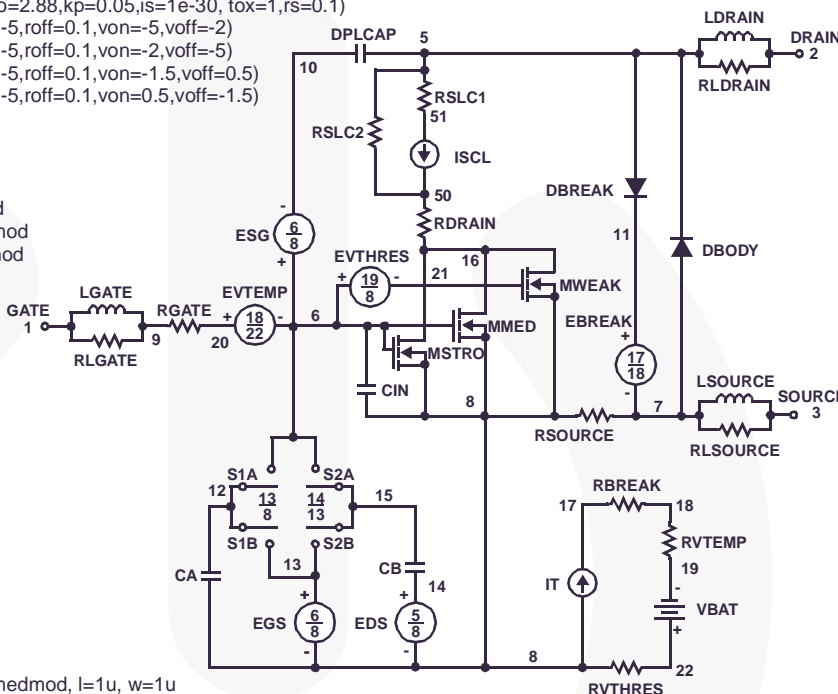 o=2.88,kp=0.05,is=1e-30, tox=1,rs=0.1)
-5,roff=0.1,von=-5,voff=-2)
-5,roff=0.1,von=-2,voff=-5)
-5,roff=0.1,von=-1.5,voff=0.5)
-5,roff=0.1,von=0.5,voff=-1.5)
DPLCAP
5
LDRAIN
DRAIN
2
10
RLDRAIN
RSLC1
51
RSLC2
ISCL
50
DBREAK
RDRAIN
ESG
-
6
8
+
11
DBODY
EVTHRES
+
19
8
-
21
16
MWEAK
LGATE
GATE
1
RLGATE
9
RGATE
20
EVTEMP
+
18
22
-
6
MMED
MSTRO
EBREAK
+
17
18
-
LSOURCE
SOURCE
3
CIN
8
RSOURCE
7
RLSOURCE
S1A
S2A
12
13
8
14
13
15
S1B
S2B
13
CA
CB
14
+
EGS
6
8
-
+
EDS
5
8
-
RBREAK
17
18
RVTEMP
19
IT
-
VBAT
+
8
22
RVTHRES
nedmod, l=1u, w=1u